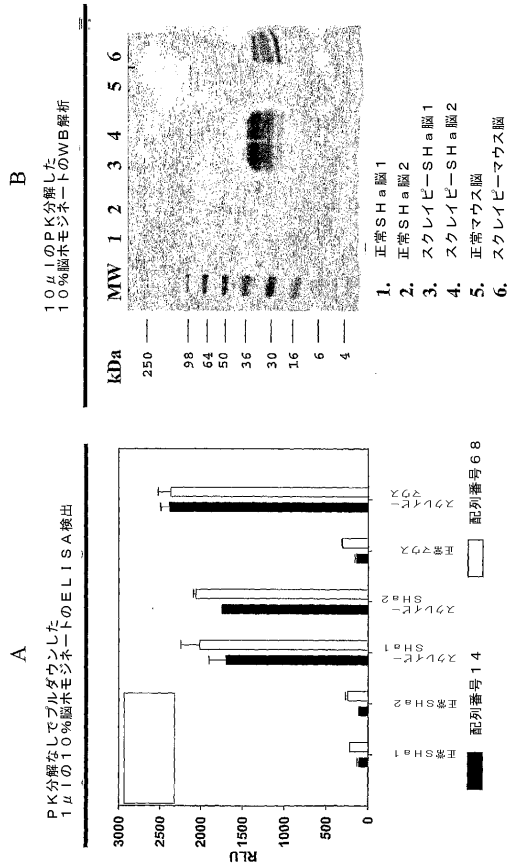 A
PK分解なしでプルダウンした
1μlの10%脳ホモジネートのELISA検出
3000
2500
2000
1500
1000
500
0
RLU
正常SHa1
正常SHa2
スクレイピー
SHa1
スクレイピー
SHa2
正常マウス
スクレイピー
マウス
配列番号14
配列番号68
B
10μlのPK分解した
10%脳ホモジネートのWB解析
kDa
MW 1 2 3 4 5 6
250
98
64
50
36
30
16
6
4
1. 正常SHa脳1
2. 正常SHa脳2
3. スクレイピーSHa脳1
4. スクレイピーSHa脳2
5. 正常マウス脳
6. スクレイピーマウス脳